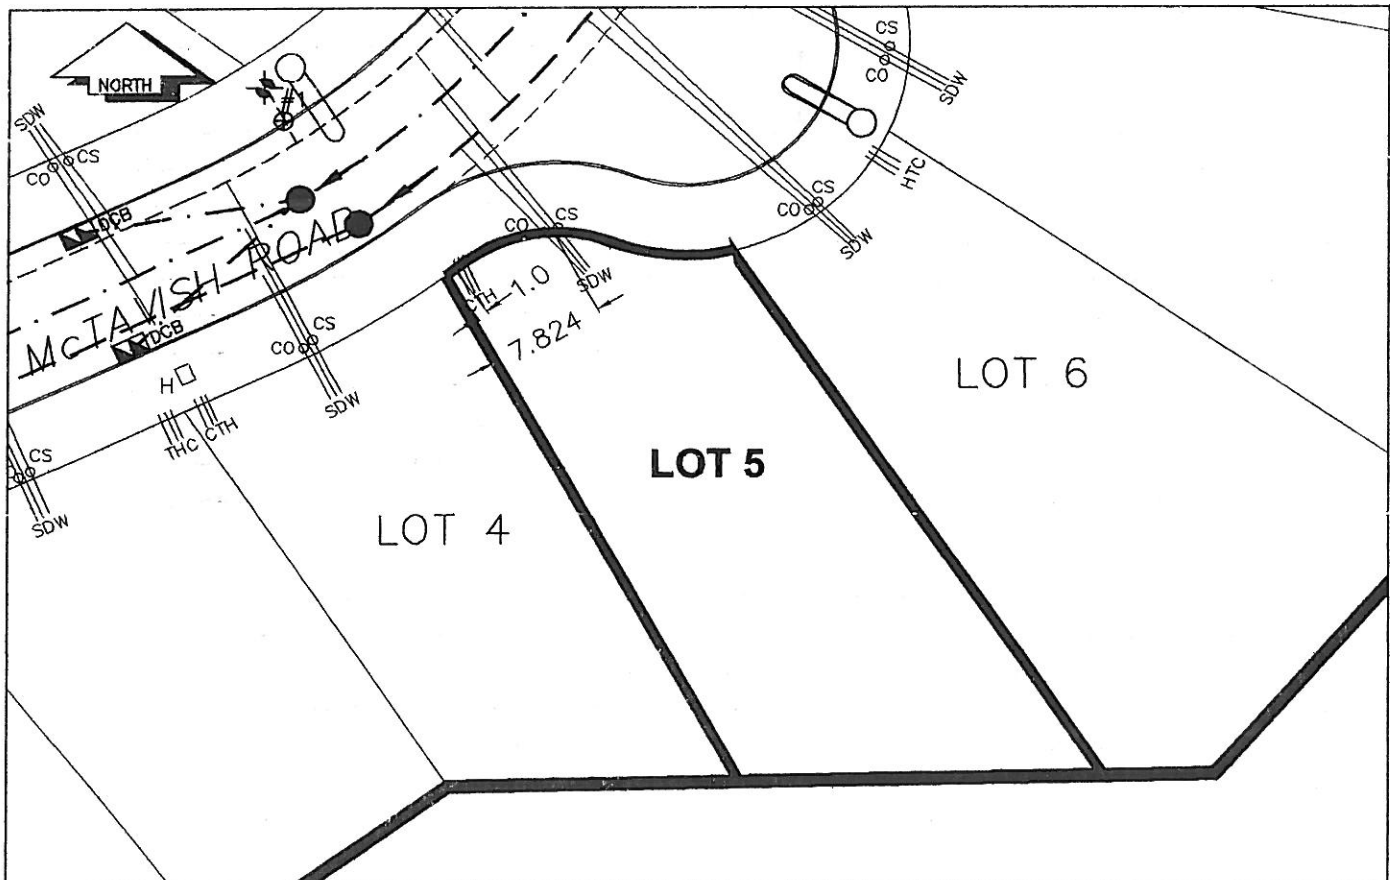 CS
CO
SDW
NORTH
SDW
CS
CO
HTC
CS
CO
SDW
DCB
CO
CS
SDW
McTAVISH ROAD
CTH
1.0
7.824
DCB
CS
CO
SDW
H
THC
CTH
LOT 6
LOT 5
LOT 4
CS
SDW